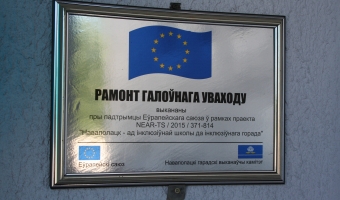 РАМОНТ ГАЛОЎНАГА УВАХОДУ
выкананы
пры падтрымцы Еўрапейскага саюза ў рамках праекта
NEAR-TS / 2015 / 371-814
"Наваполацк - ад інклюзіўнай школы да інклюзіўнага горада"
Еўрапейскі саюз
Наваполацкі гарадскі выканаўчы камітэт